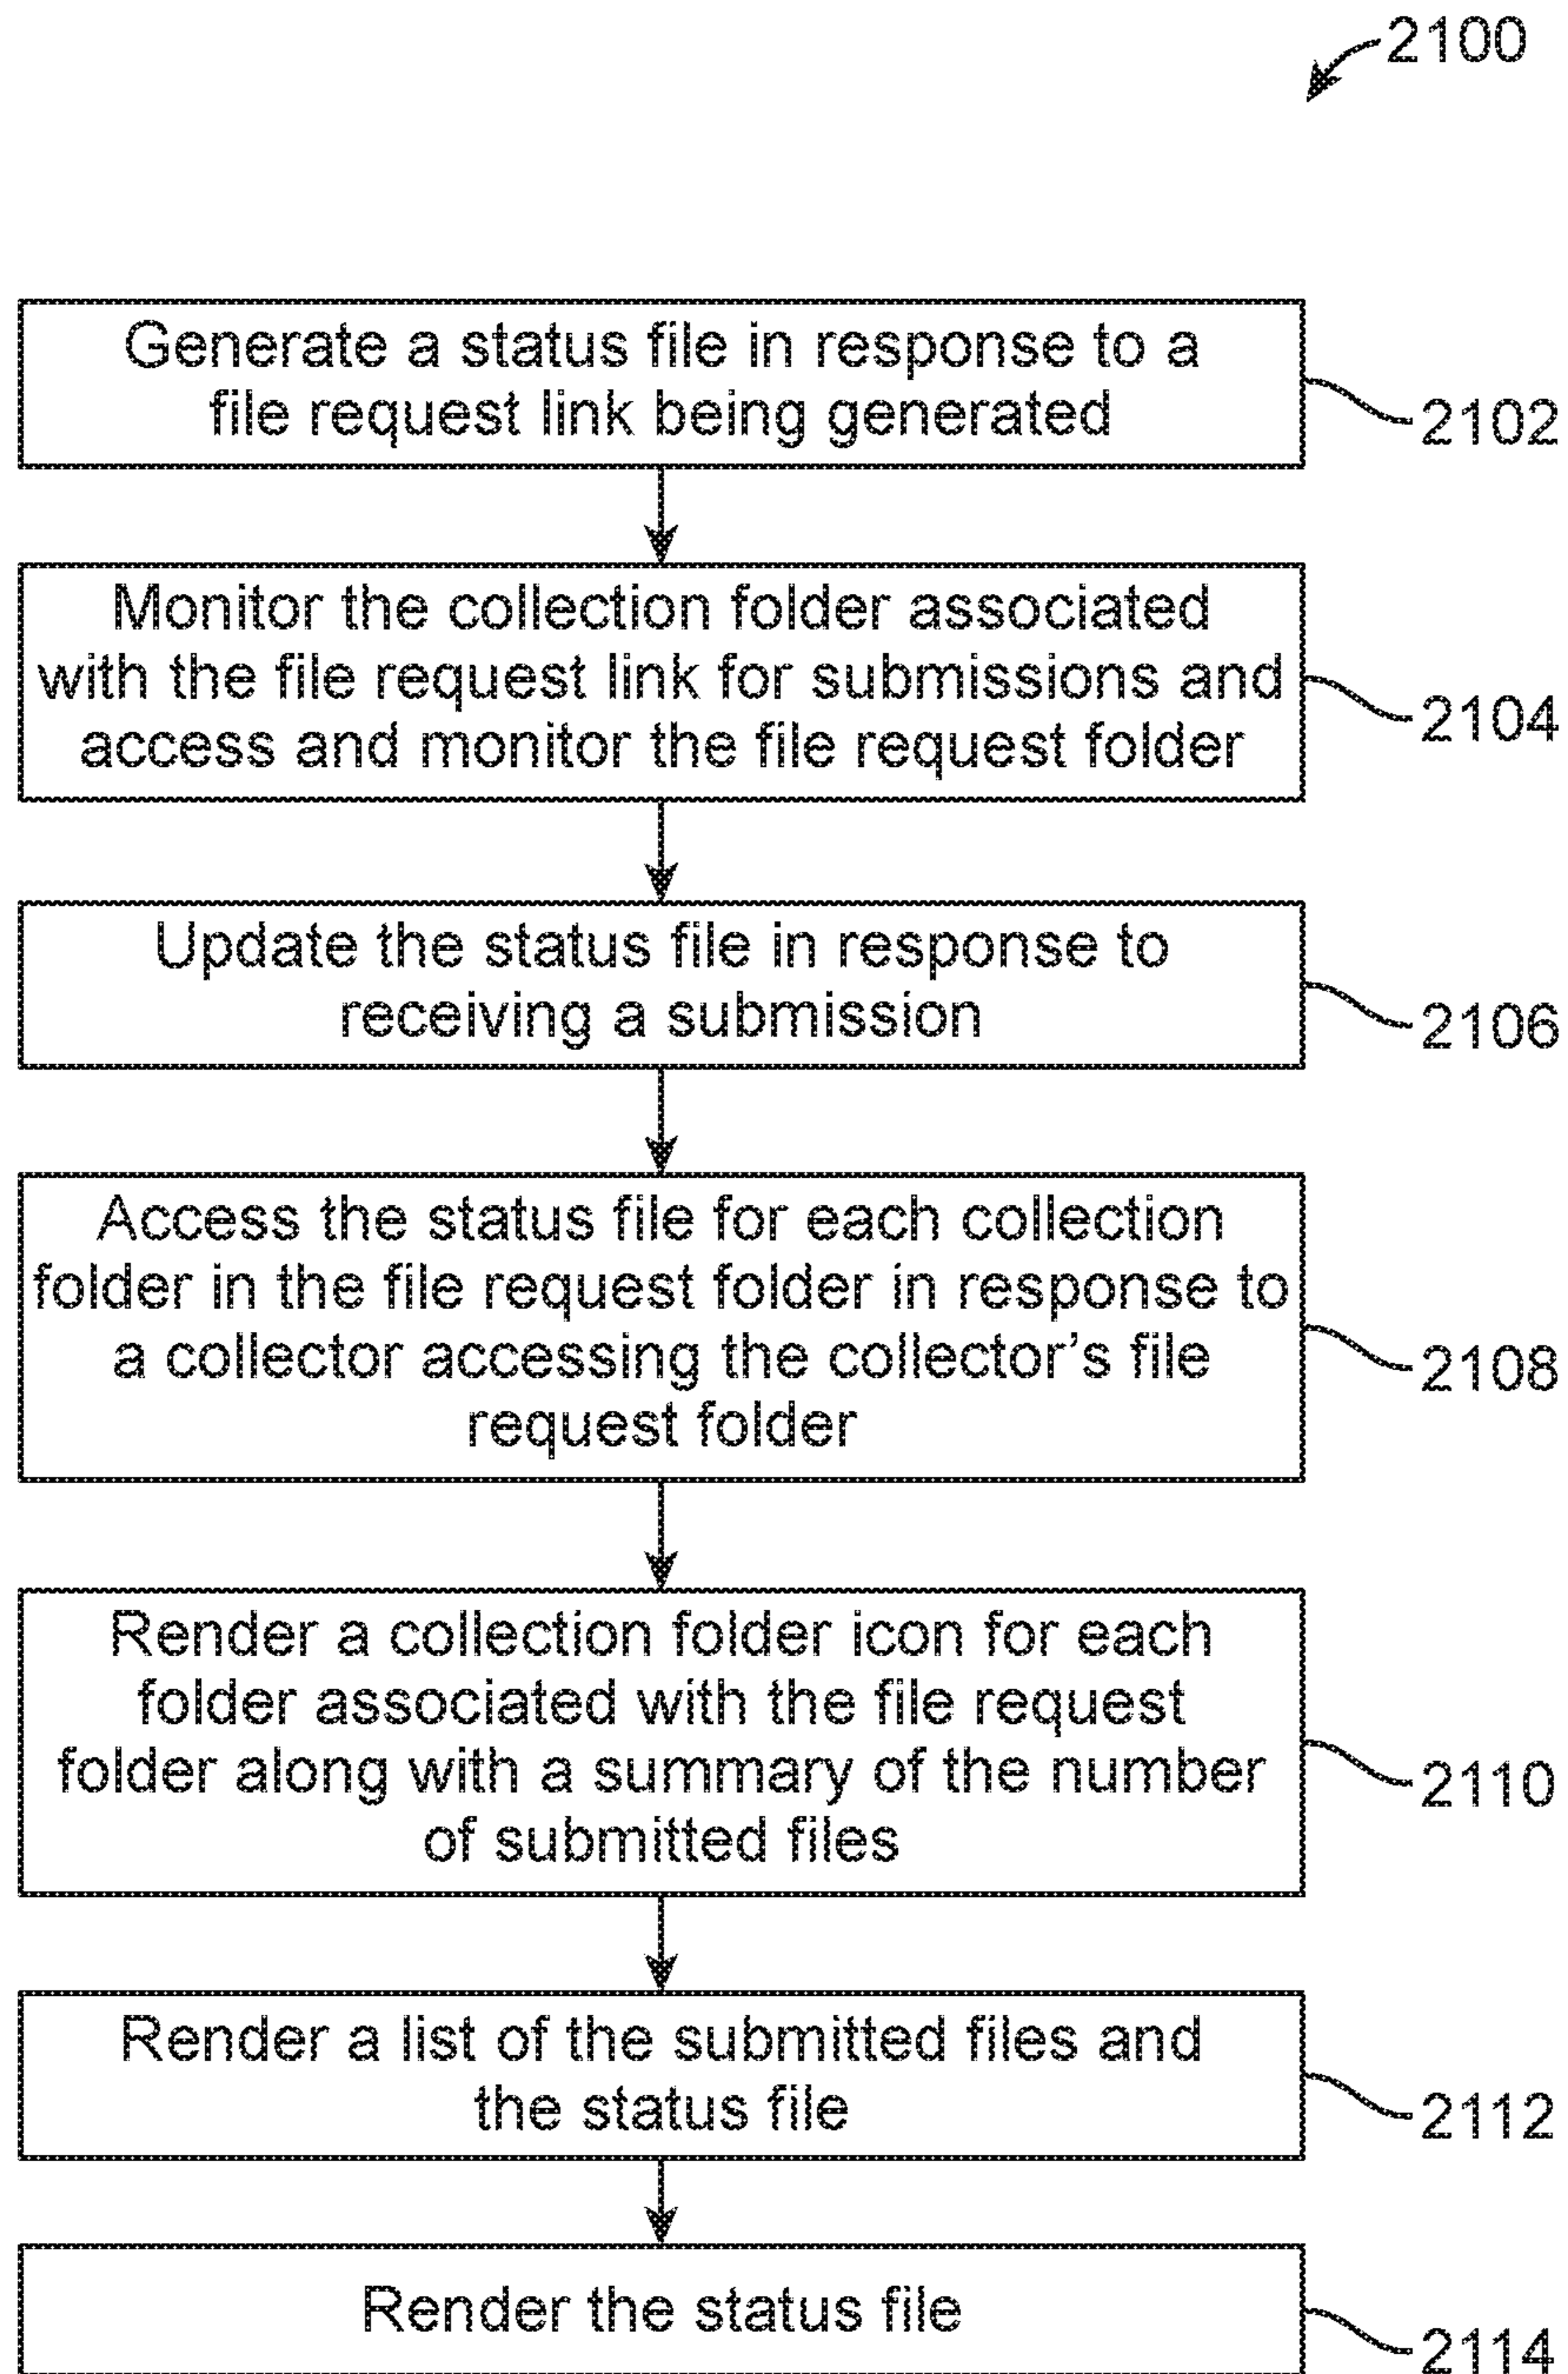 2100
Generate a status file in response to a
file request link being generated
2102
Monitor the collection folder associated
with the file request link for submissions and
access and monitor the file request folder
2104
Update the status file in response to
receiving a submission
2106
Access the status file for each collection
folder in the file request folder in response to
a collector accessing the collector's file
request folder
2108
Render a collection folder icon for each
folder associated with the file request
folder along with a summary of the number
of submitted files
2110
Render a list of the submitted files and
the status file
2112
Render the status file
2114